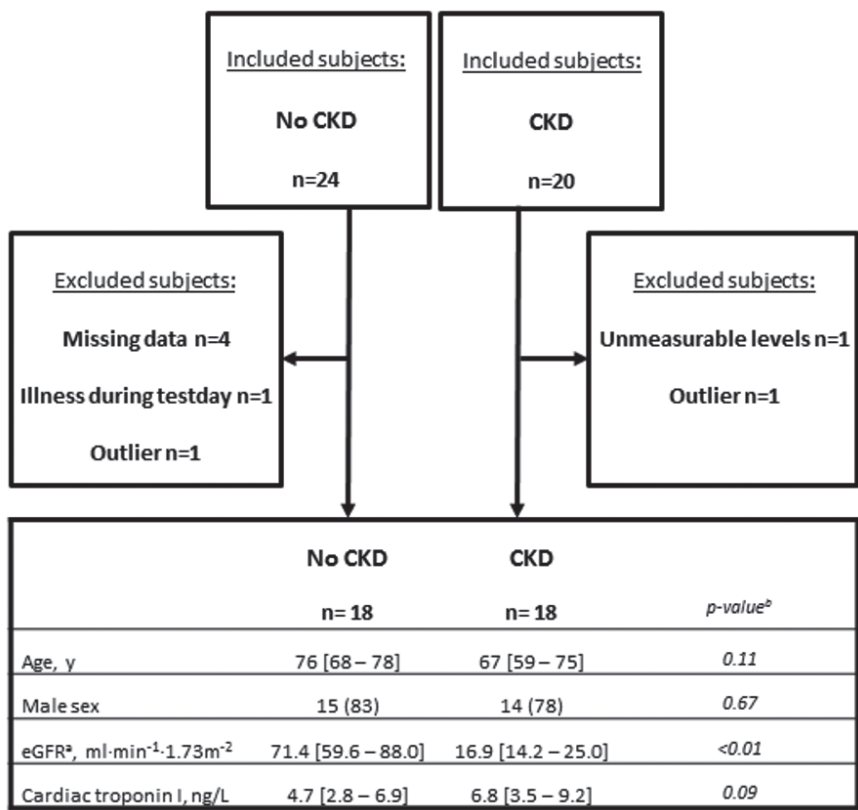 Included subjects:
No CKD
n=24
Included subjects:
CKD
n=20
Excluded subjects:
Missing data n=4
Illness during testday n=1
Outlier n=1
Excluded subjects:
Unmeasurable levels n=1
Outlier n=1
No CKD CKD
n= 18 n= 18 p-valueᵇ
Age, y 76 [68 – 78] 67 [59 – 75] 0.11
Male sex 15 (83) 14 (78) 0.67
eGFRᵃ, ml·min⁻¹·1.73m⁻² 71.4 [59.6 – 88.0] 16.9 [14.2 – 25.0] <0.01
Cardiac troponin I, ng/L 4.7 [2.8 – 6.9] 6.8 [3.5 – 9.2] 0.09